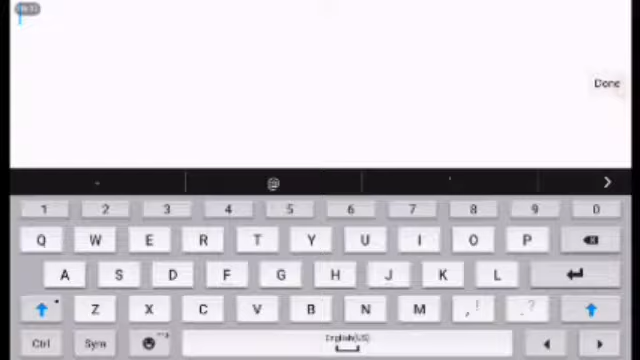 Done
- @ '
1 2 3 4 5 6 7 8 9 0
Q W E R T Y U I O P
A S D F G H J K L
Z X C V B N M ,! .?
Ctrl Sym English(US)